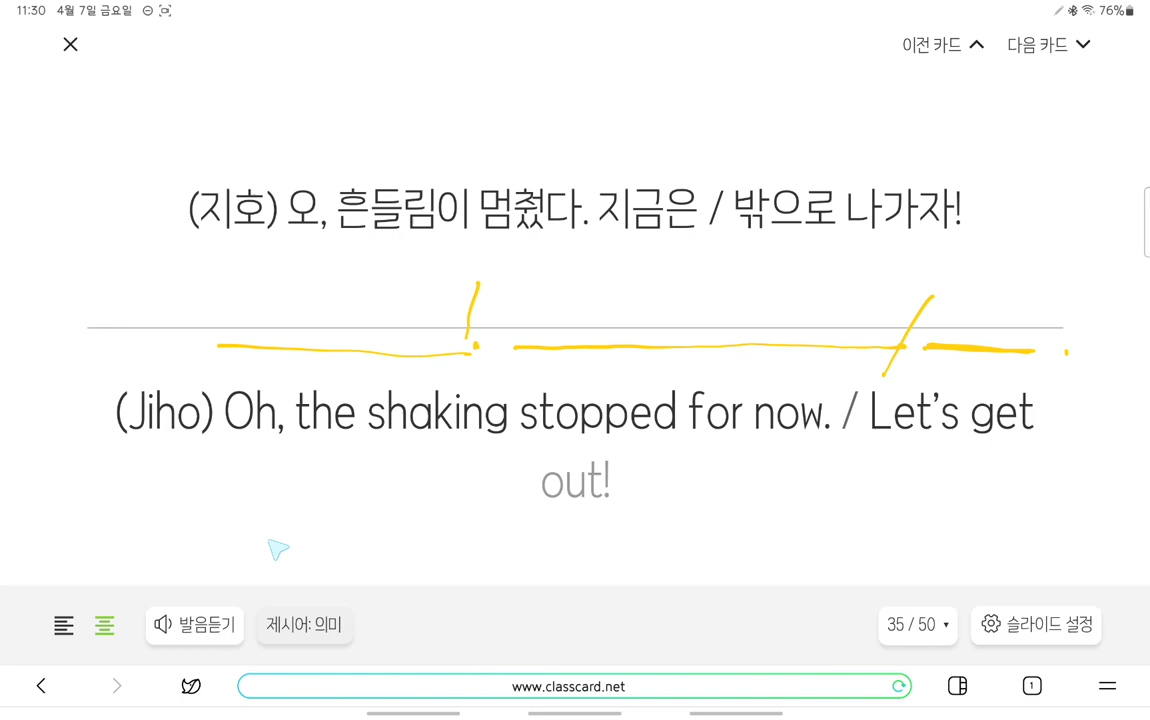 11:30 4월 7일 금요일 76%
이전 카드 다음 카드
(지호) 오, 흔들림이 멈췄다. 지금은 / 밖으로 나가자!
(Jiho) Oh, the shaking stopped for now. / Let's get
out!
발음듣기 제시어: 의미 35 / 50 슬라이드 설정
www.classcard.net 1